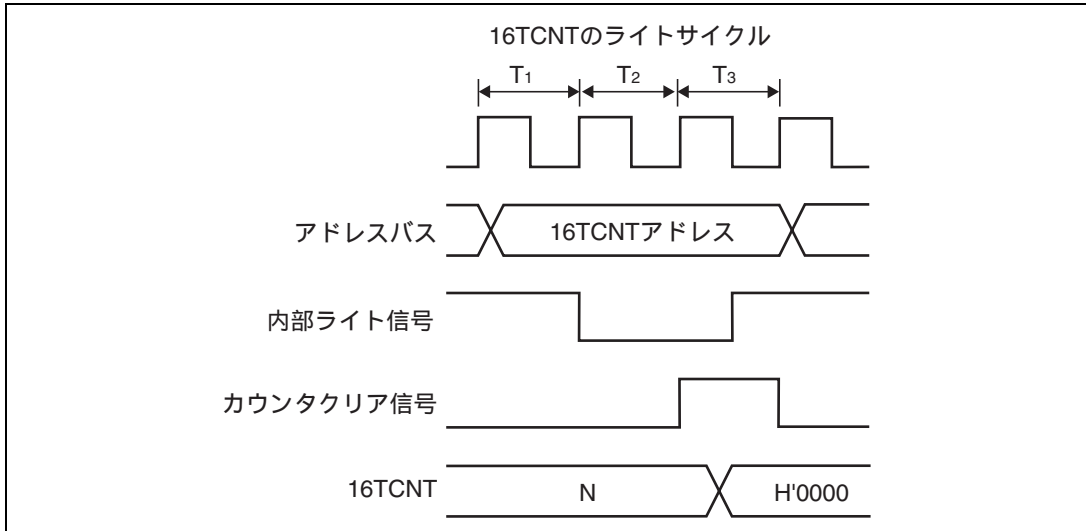 16TCNTのライトサイクル
T1 T2 T3
アドレスバス 16TCNTアドレス
内部ライト信号
カウンタクリア信号
16TCNT N H'0000